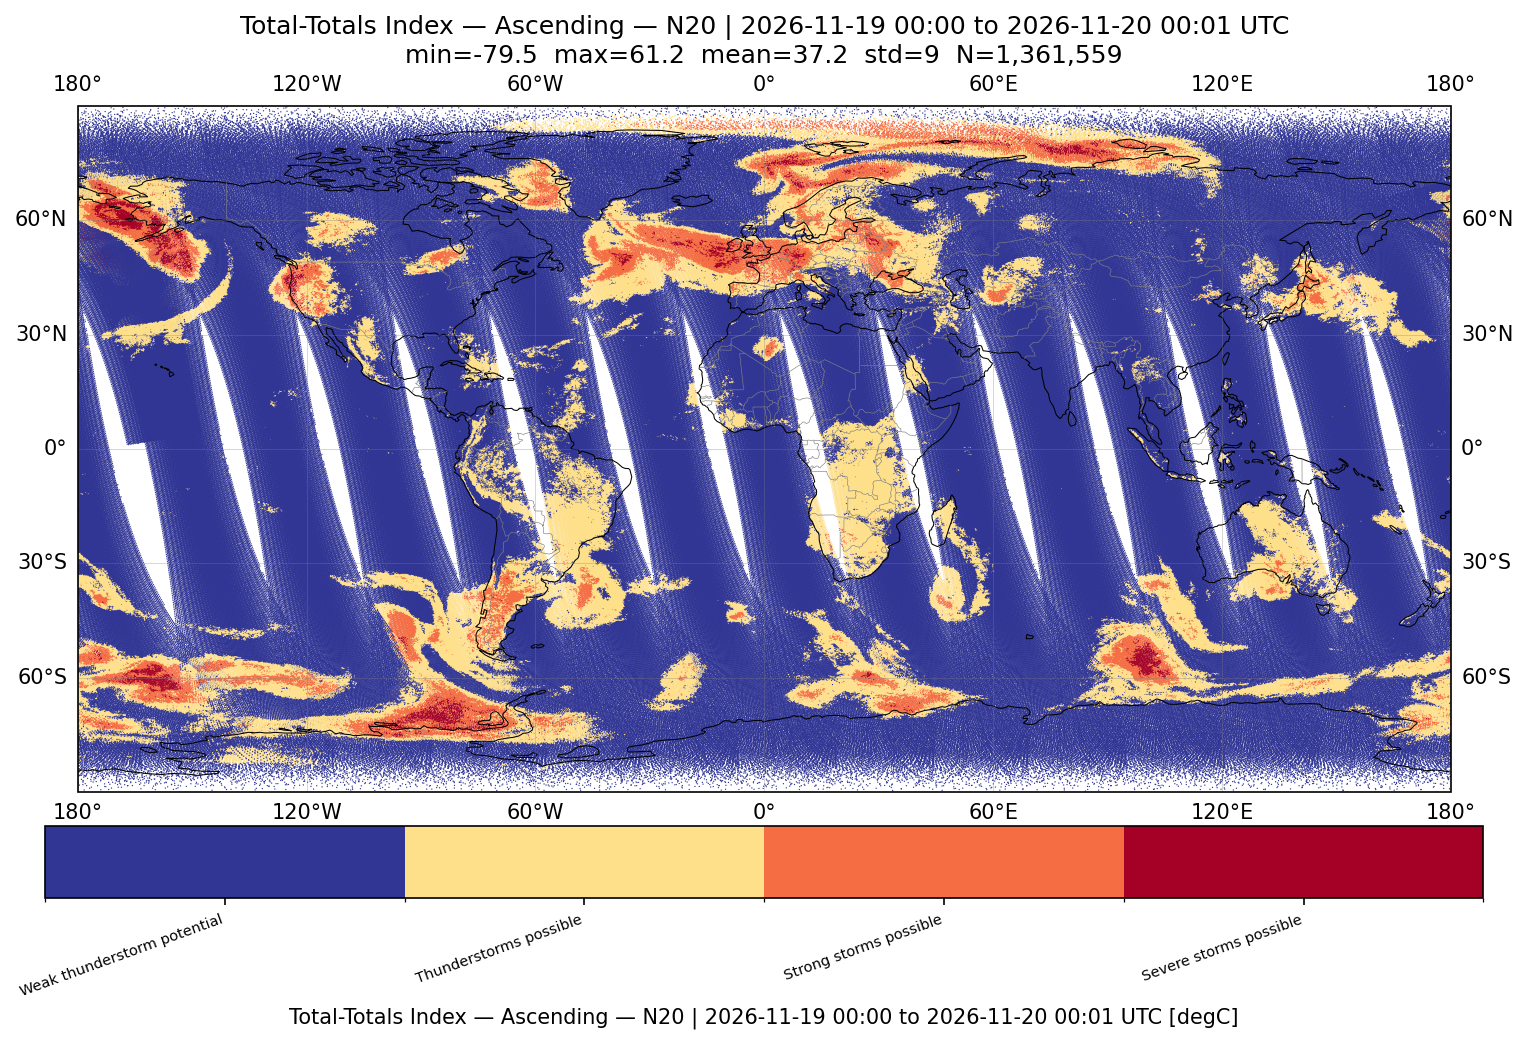 Total-Totals Index — Ascending — N20 | 2026-11-19 00:00 to 2026-11-20 00:01 UTC
min=-79.5  max=61.2  mean=37.2  std=9  N=1,361,559
180° 120°W 60°W 0° 60°E 120°E 180°
60°N 60°N
30°N 30°N
0° 0°
30°S 30°S
60°S 60°S
180° 120°W 60°W 0° 60°E 120°E 180°
Weak thunderstorm potential
Thunderstorms possible
Strong storms possible
Severe storms possible
Total-Totals Index — Ascending — N20 | 2026-11-19 00:00 to 2026-11-20 00:01 UTC [degC]